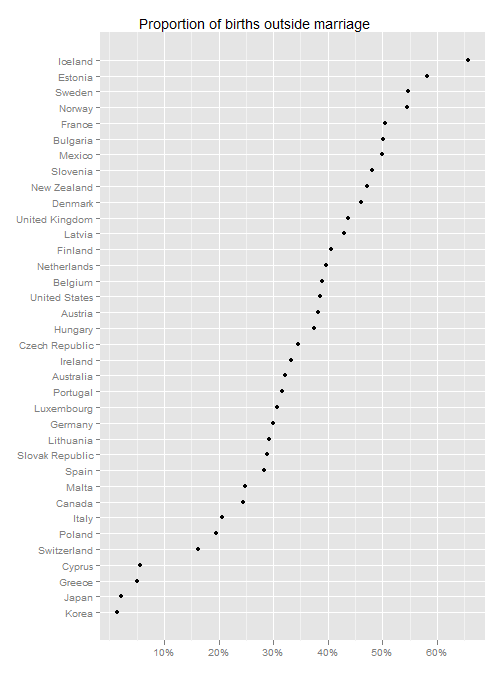 Proportion of births outside marriage
Iceland
Estonia
Sweden
Norway
France
Bulgaria
Mexico
Slovenia
New Zealand
Denmark
United Kingdom
Latvia
Finland
Netherlands
Belgium
United States
Austria
Hungary
Czech Republic
Ireland
Australia
Portugal
Luxembourg
Germany
Lithuania
Slovak Republic
Spain
Malta
Canada
Italy
Poland
Switzerland
Cyprus
Greece
Japan
Korea
10% 20% 30% 40% 50% 60%